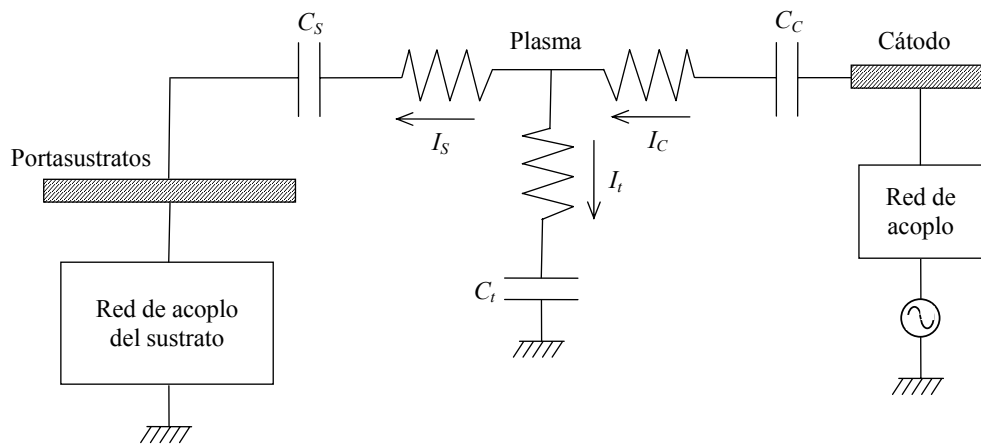 C_S
Plasma
C_C
Cátodo
I_S
I_C
Portasustratos
I_t
Red de
acoplo
C_t
Red de acoplo
del sustrato